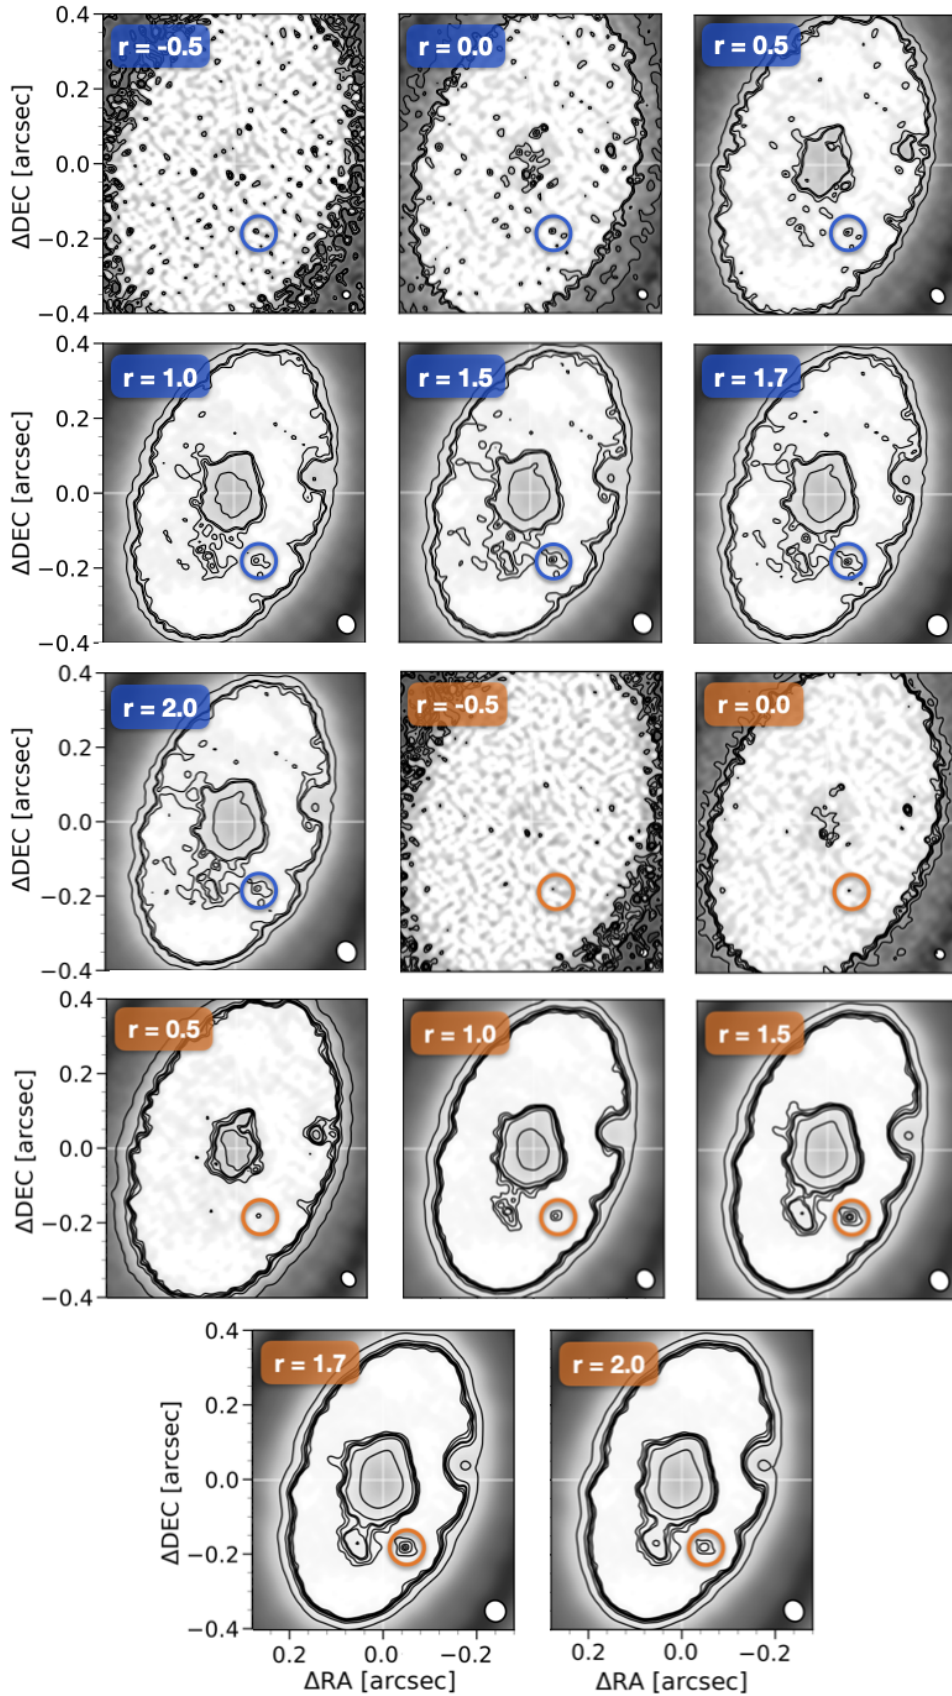 r = -0.5
r = 0.0
r = 0.5
0.4
0.2
0.0
−0.2
−0.4
ΔDEC [arcsec]
r = 1.0
r = 1.5
r = 1.7
0.4
0.2
0.0
−0.2
−0.4
ΔDEC [arcsec]
r = 2.0
r = -0.5
r = 0.0
0.4
0.2
0.0
−0.2
−0.4
ΔDEC [arcsec]
r = 0.5
r = 1.0
r = 1.5
0.4
0.2
0.0
−0.2
−0.4
ΔDEC [arcsec]
r = 1.7
r = 2.0
0.4
0.2
0.0
−0.2
−0.4
ΔDEC [arcsec]
0.2 0.0 −0.2 0.2 0.0 −0.2
ΔRA [arcsec] ΔRA [arcsec]